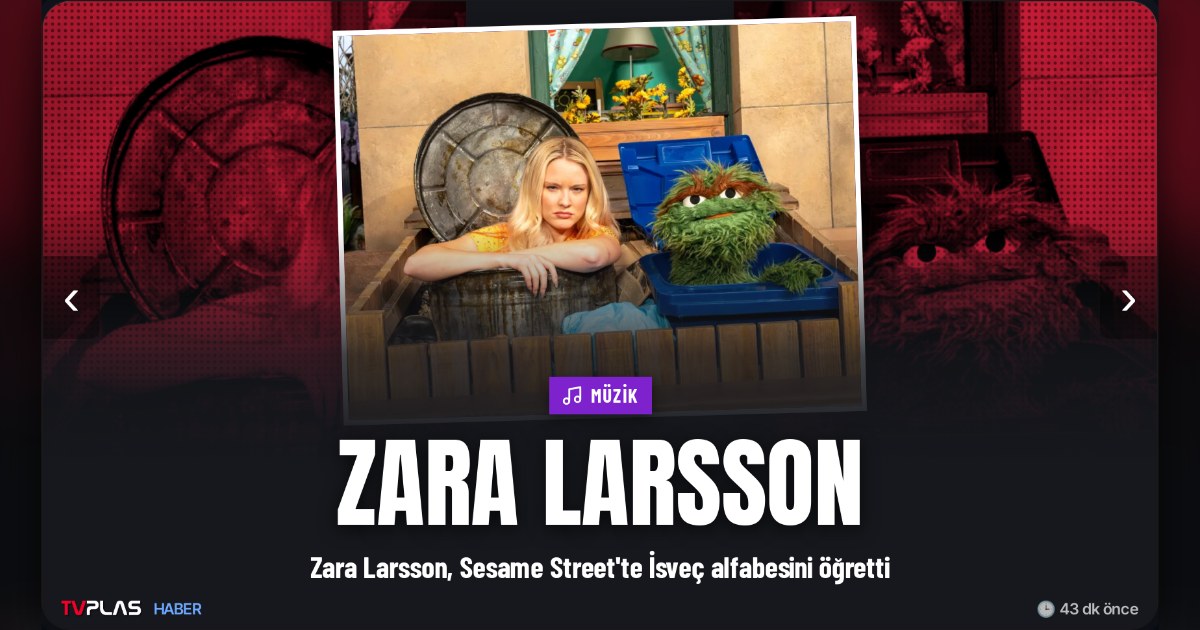 MÜZİK
ZARA LARSSON
Zara Larsson, Sesame Street'te İsveç alfabesini öğretti
TVPLAS HABER
43 dk önce